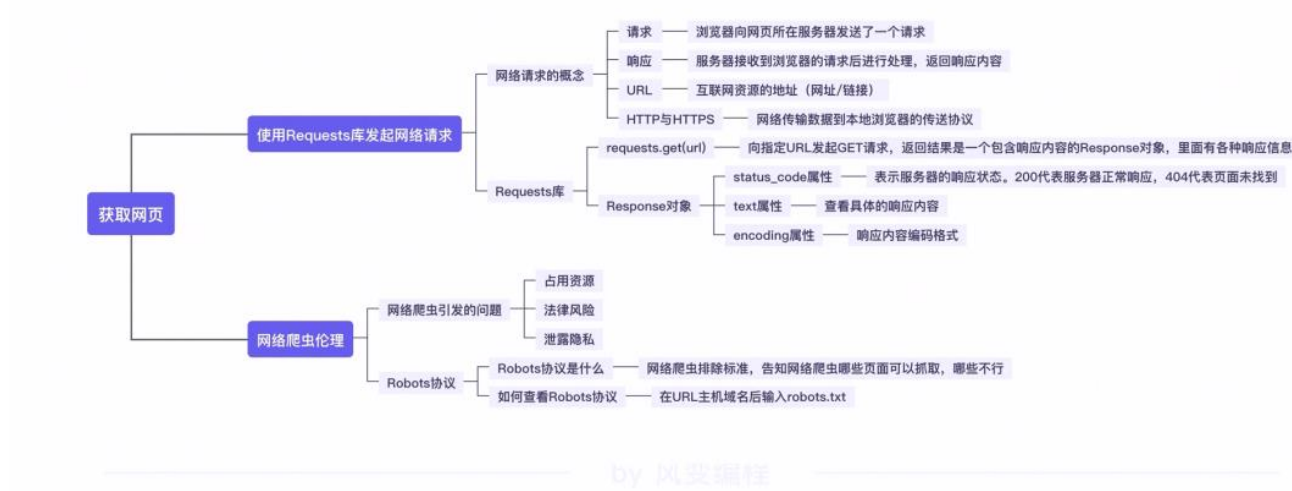 获取网页
使用Requests库发起网络请求
网络请求的概念
请求
浏览器向网页所在服务器发送了一个请求
响应
服务器接收到浏览器的请求后进行处理，返回响应内容
URL
互联网资源的地址（网址/链接）
HTTP与HTTPS
网络传输数据到本地浏览器的传送协议
Requests库
requests.get(url)
向指定URL发起GET请求，返回结果是一个包含响应内容的Response对象，里面有各种响应信息
Response对象
status_code属性
表示服务器的响应状态。200代表服务器正常响应，404代表页面未找到
text属性
查看具体的响应内容
encoding属性
响应内容编码格式
网络爬虫伦理
网络爬虫引发的问题
占用资源
法律风险
泄露隐私
Robots协议
Robots协议是什么
网络爬虫排除标准，告知网络爬虫哪些页面可以抓取，哪些不行
如何查看Robots协议
在URL主机域名后输入robots.txt
by 风变编程